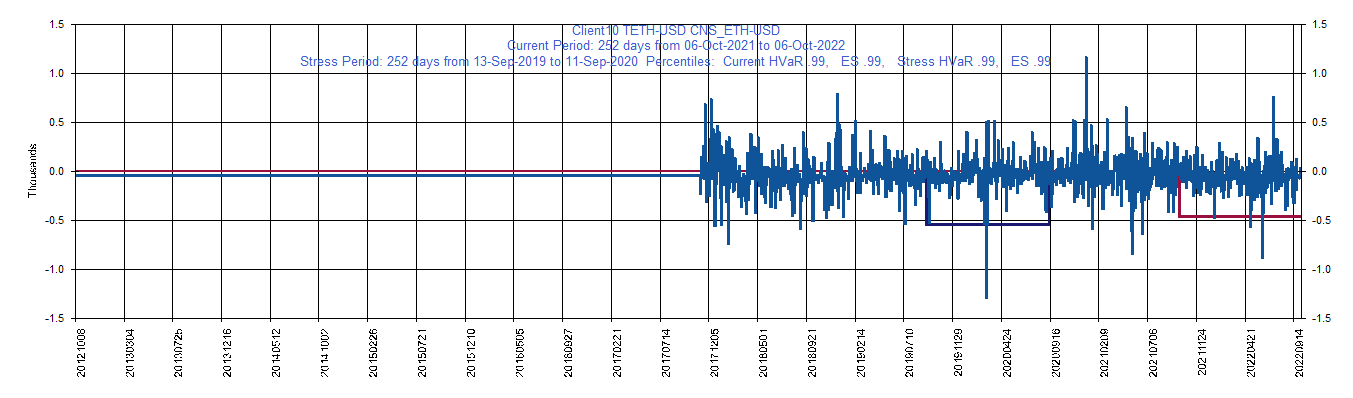 Client10 TETH-USD CNS_ETH-USD
Current Period: 252 days from 06-Oct-2021 to 06-Oct-2022
Stress Period: 252 days from 13-Sep-2019 to 11-Sep-2020 Percentiles: Current HVaR .99, ES .99, Stress HVaR .99, ES .99
1.5 1.5
1.0 1.0
0.5 0.5
0.0 0.0
-0.5 -0.5
-1.0 -1.0
-1.5 -1.5
Thousands
20121008 20130304 20130725 20131216 20140512 20141002 20150226 20150721 20151210 20160505 20160927 20170221 20170714 20171205 20180501 20180921 20190214 20190710 20191129 20200424 20200916 20210209 20210706 20211124 20220421 20220914